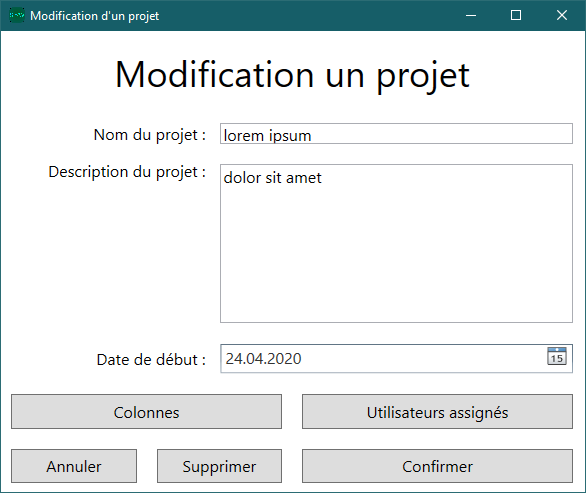 Modification d'un projet
Modification un projet
Nom du projet : lorem ipsum
Description du projet : dolor sit amet
Date de début : 24.04.2020 15
Colonnes Utilisateurs assignés
Annuler Supprimer Confirmer